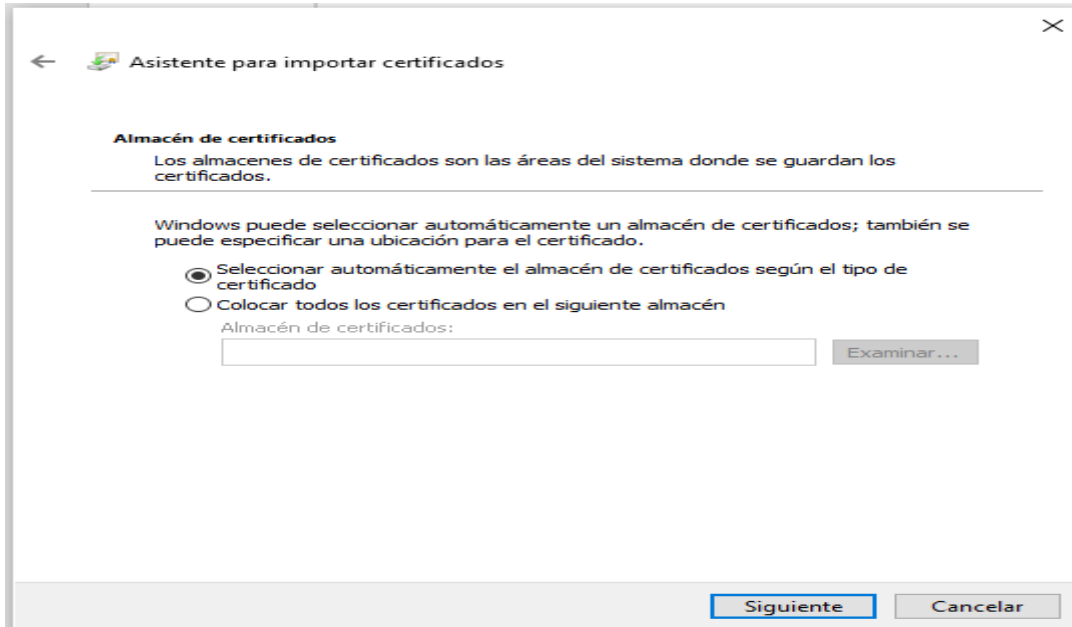 Asistente para importar certificados
Almacén de certificados
Los almacenes de certificados son las áreas del sistema donde se guardan los
certificados.
Windows puede seleccionar automáticamente un almacén de certificados; también se
puede especificar una ubicación para el certificado.
Seleccionar automáticamente el almacén de certificados según el tipo de
certificado
Colocar todos los certificados en el siguiente almacén
Almacén de certificados:
Examinar...
Siguiente Cancelar